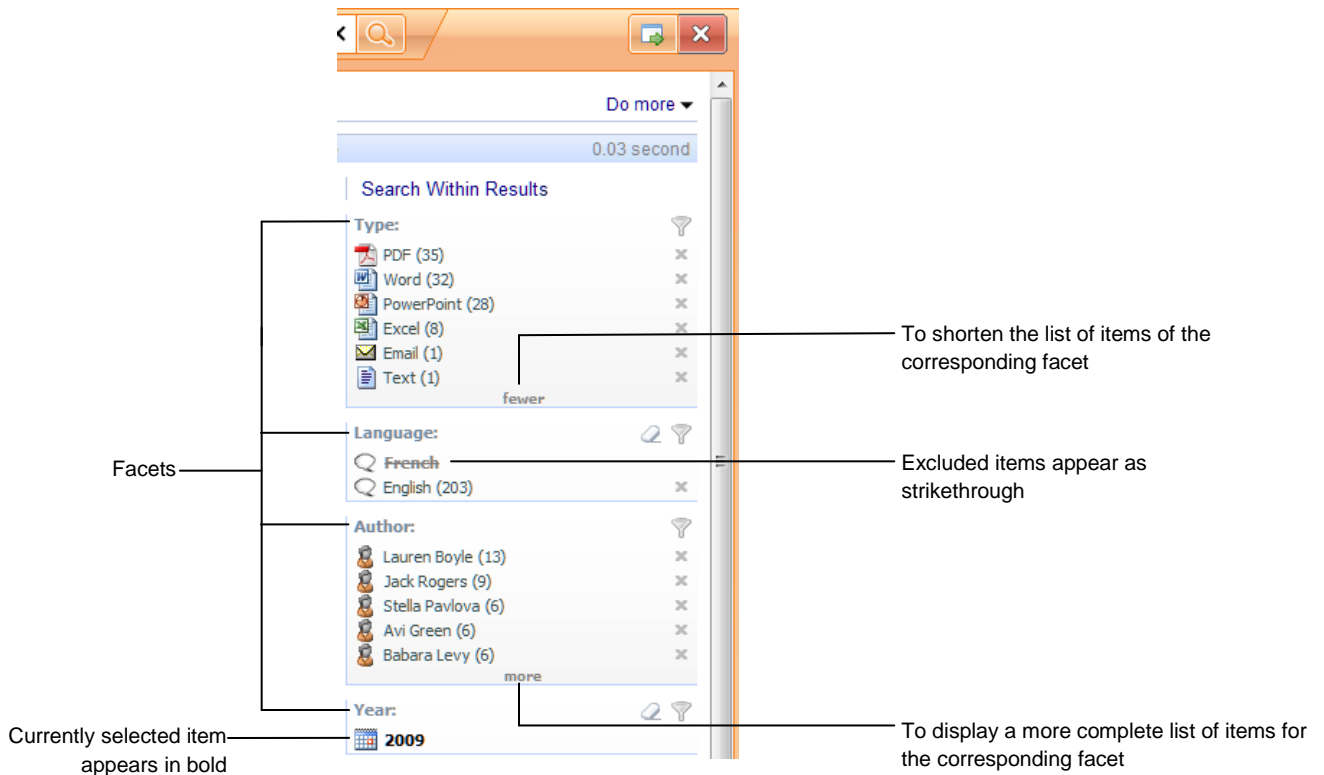 Do more
0.03 second
Search Within Results
Type:
PDF (35)
Word (32)
PowerPoint (28)
Excel (8)
Email (1)
Text (1)
fewer
To shorten the list of items of the
corresponding facet
Language:
French
English (203)
Facets
Excluded items appear as
strikethrough
Author:
Lauren Boyle (13)
Jack Rogers (9)
Stella Pavlova (6)
Avi Green (6)
Babara Levy (6)
more
Year:
2009
Currently selected item
appears in bold
To display a more complete list of items for
the corresponding facet